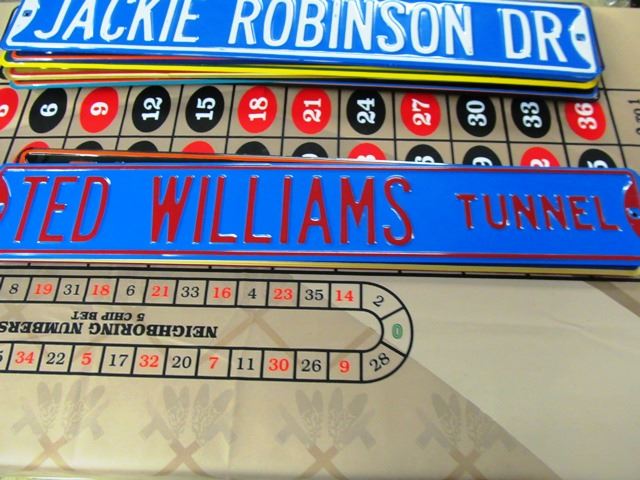 JACKIE ROBINSON DR
6 9 12 15 18 21 24 27 30 33 36
TED WILLIAMS TUNNEL
8 19 31 18 6 21 33 16 4 23 35 14 2
0
NEIGHBORING NUMBERS
5 CHIP BET
34 22 5 17 32 20 7 11 30 26 9 28